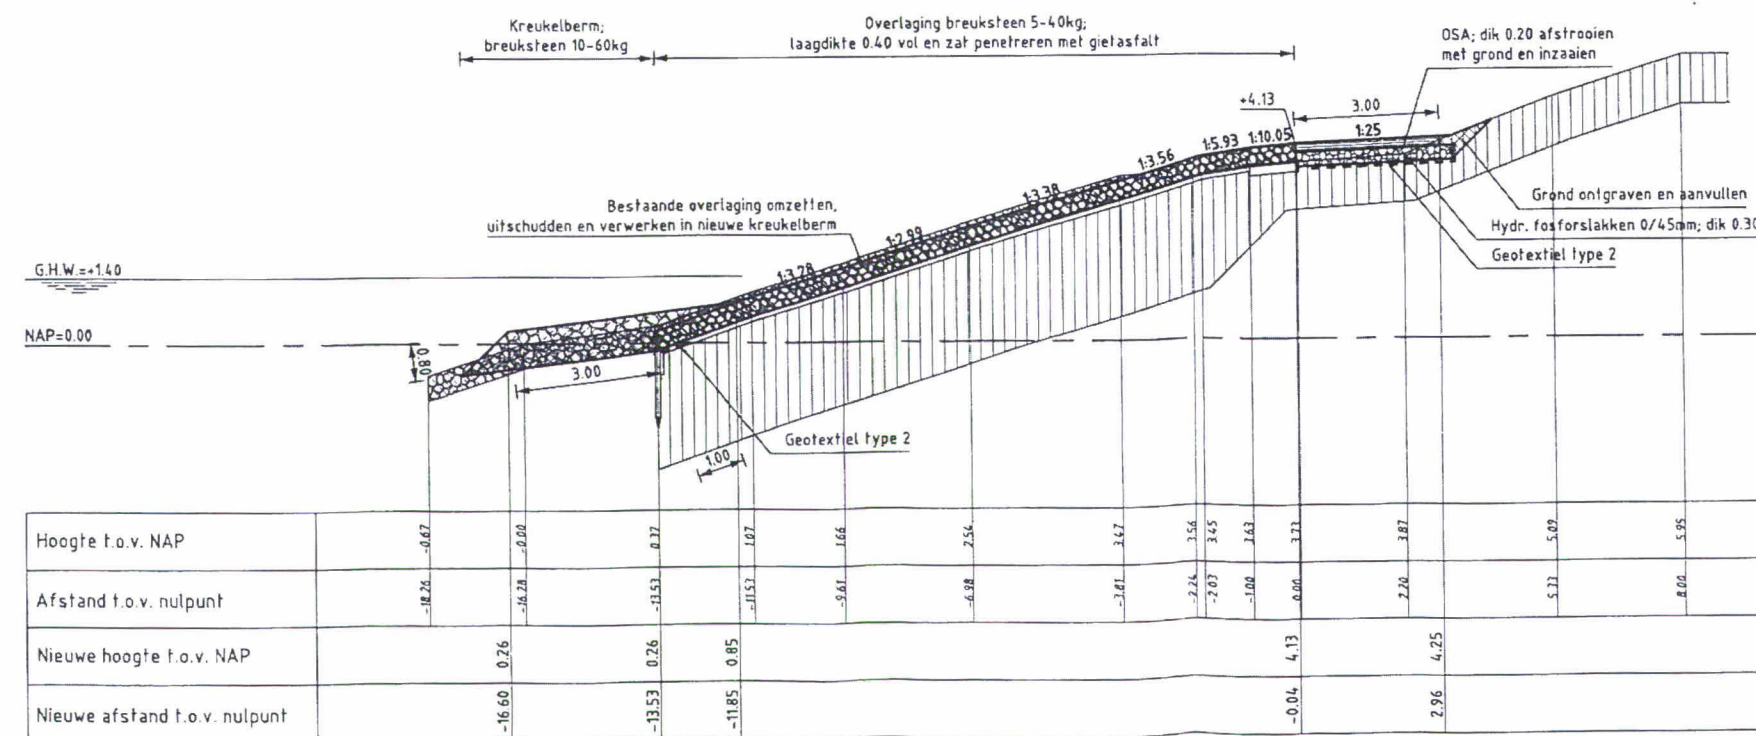 Kreukelberm;
breuksteen 10-60kg
Overlaging breuksteen 5-40kg;
laagdikte 0.40 vol en zat penetreren met gietasfalt
OSA; dik 0.20 afstrooien
met grond en inzaaien
+4.13
3.00
1:25
1:10.05
1:5.93
1:3.56
1:3.38
1:2.99
1:3.78
Bestaande overlaging omzetten,
uitschudden en verwerken in nieuwe kreukelberm
Grond ontgraven en aanvullen
Hydr. fosforslakken 0/45mm; dik 0.30
Geotextiel type 2
G.H.W.=+1.40
NAP=0.00
0.80
3.00
Geotextiel type 2
1.00
Hoogte t.o.v. NAP -0.67 -0.00 0.37 1.07 1.66 2.54 3.47 3.56 3.45 3.63 3.73 3.87 5.09 5.95
Afstand t.o.v. nulpunt -18.26 -16.28 -13.53 -11.53 -9.61 -6.98 -3.81 -2.24 -2.03 -1.00 0.00 2.20 5.33 8.00
Nieuwe hoogte t.o.v. NAP 0.26 0.26 0.85 4.13 4.25
Nieuwe afstand t.o.v. nulpunt -16.60 -13.53 -11.85 -0.04 2.96